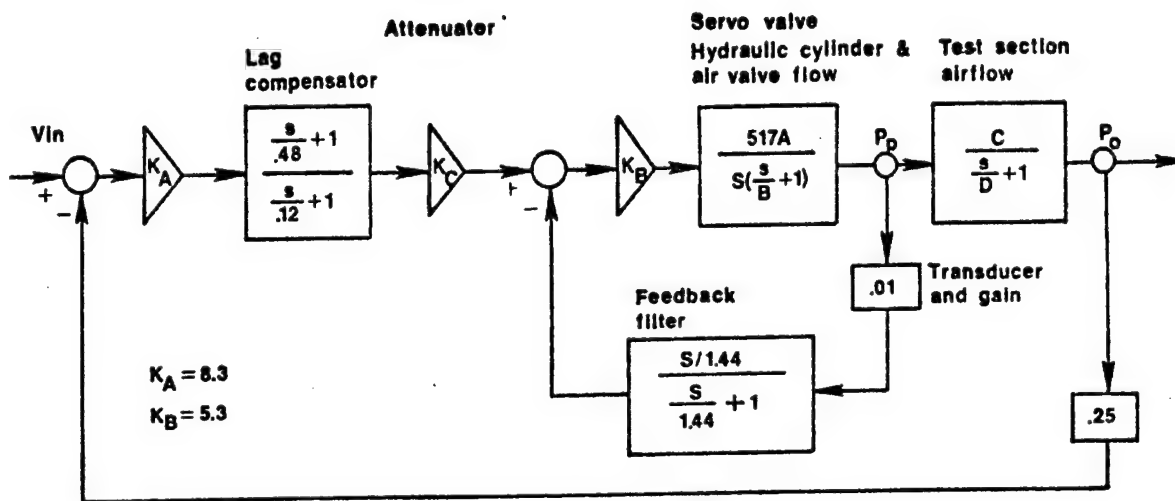 Attenuator
Servo valve
Hydraulic cylinder &
air valve flow
Test section
airflow
Lag
compensator
Vin
+
-
K_A
s/.48 + 1
s/.12 + 1
K_C
+
-
K_B
517A
S(s/B + 1)
P_p
C
s/D + 1
P_o
.01
Transducer
and gain
Feedback
filter
S/1.44
S/1.44 + 1
.25
K_A = 8.3
K_B = 5.3